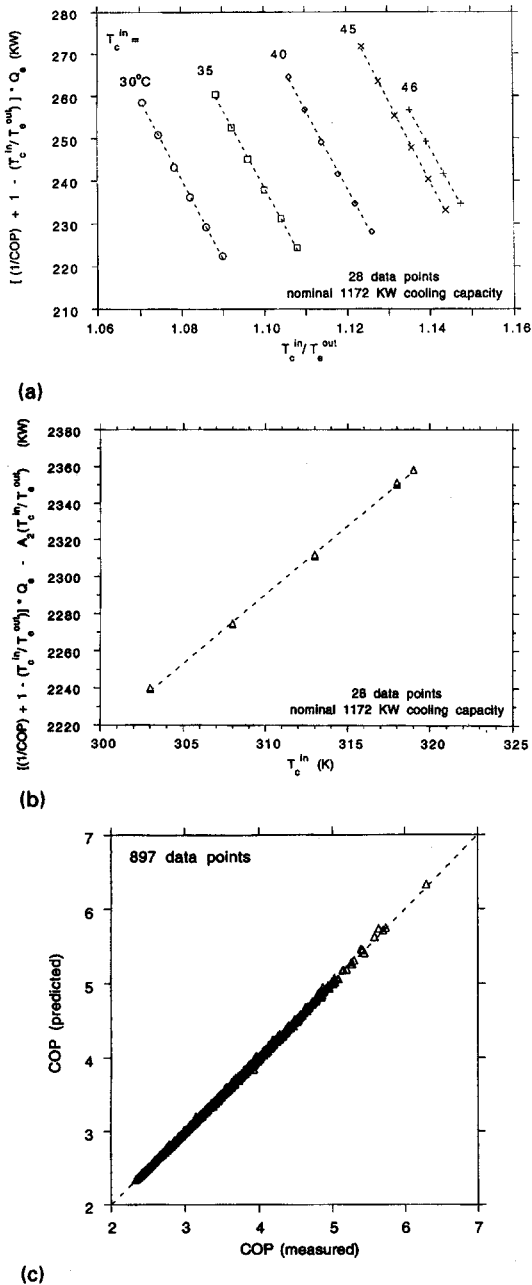 [ (1/COP) + 1 - (T_c^in/T_e^out) ] * Q_e (KW)
280
270
260
250
240
230
220
210
T_c^in =
30°C
35
40
45
46
28 data points
nominal 1172 KW cooling capacity
1.06
1.08
1.10
1.12
1.14
1.16
T_c^in/T_e^out
(a)
[(1/COP) + 1 - (T_c^in/T_e^out)] * Q_e - A_2(T_c^in/T_e^out) (KW)
2380
2360
2340
2320
2300
2280
2260
2240
2220
28 data points
nominal 1172 KW cooling capacity
300
305
310
315
320
325
T_c^in (K)
(b)
COP (predicted)
7
6
5
4
3
2
897 data points
2
3
4
5
6
7
COP (measured)
(c)